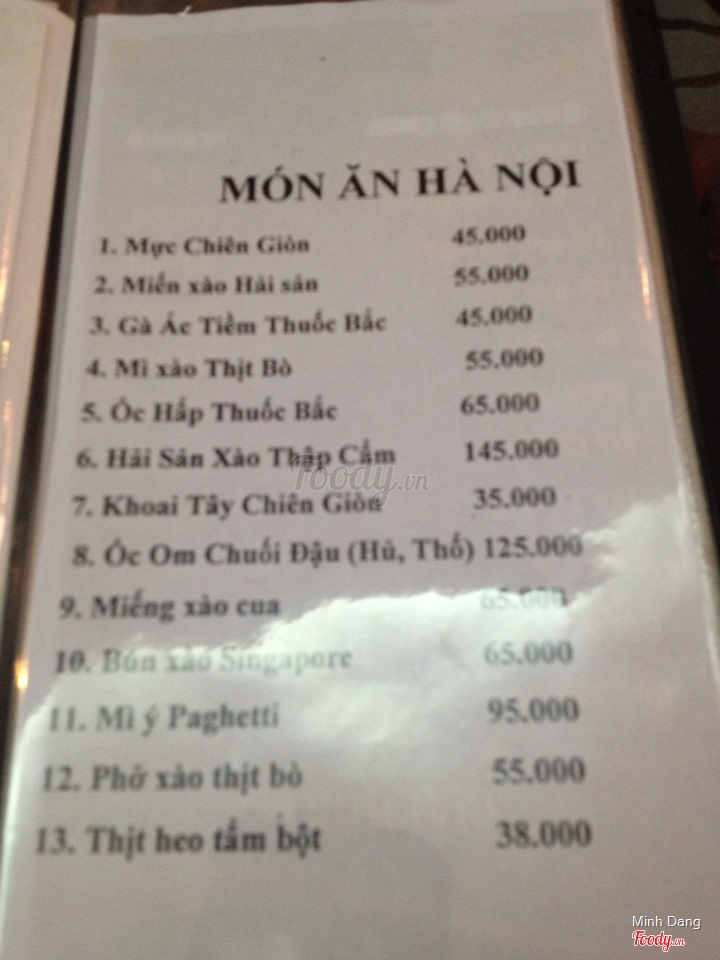 MÓN ĂN HÀ NỘI
1. Mực Chiên Giòn 45.000
2. Miến xào Hải sản 55.000
3. Gà Ác Tiềm Thuốc Bắc 45.000
4. Mì xào Thịt Bò 55.000
5. Ốc Hấp Thuốc Bắc 65.000
6. Hải Sản Xào Thập Cẩm 145.000
7. Khoai Tây Chiên Giòn 35.000
8. Ốc Om Chuối Đậu (Hủ, Thố) 125.000
9. Miếng xào cua 65.000
10. Bún xào Singapore 65.000
11. Mì ý Paghetti 95.000
12. Phở xào thịt bò 55.000
13. Thịt heo tẩm bột 38.000
foody.vn
Minh Dang
Foody.vn